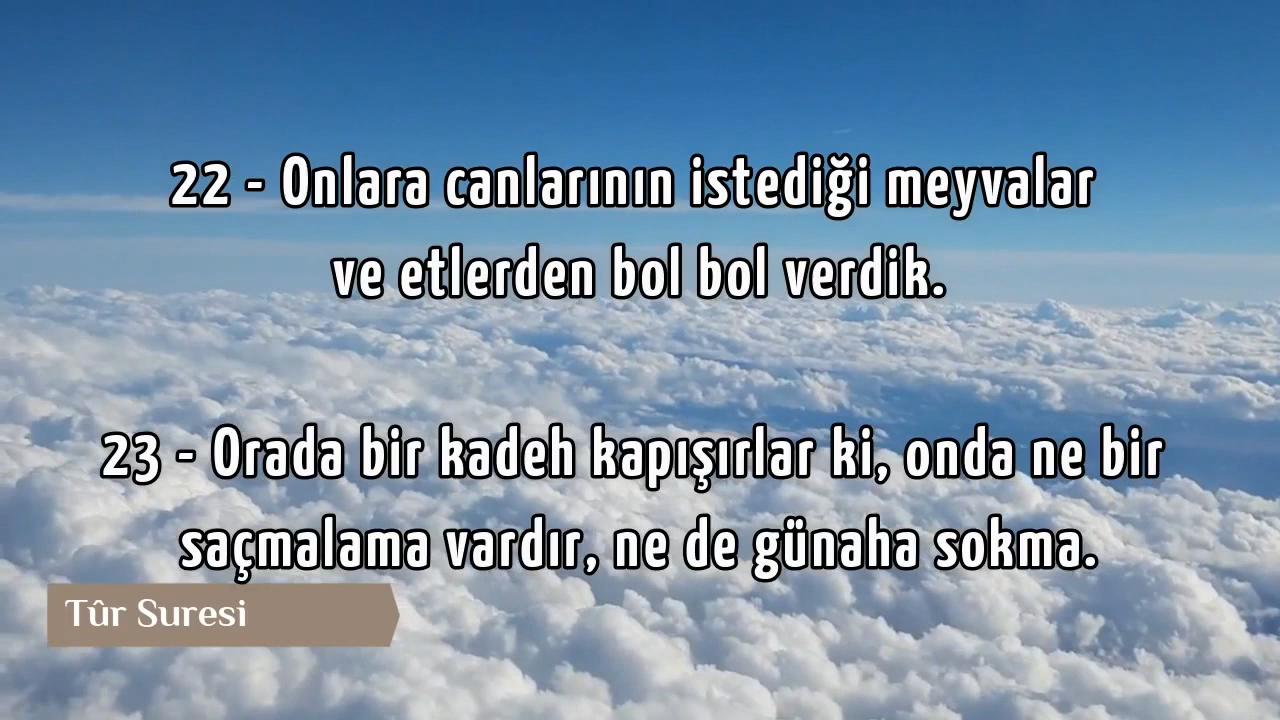 22 - Onlara canlarının istediği meyvalar
ve etlerden bol bol verdik.
23 - Orada bir kadeh kapışırlar ki, onda ne bir
saçmalama vardır, ne de günaha sokma.
Tûr Suresi